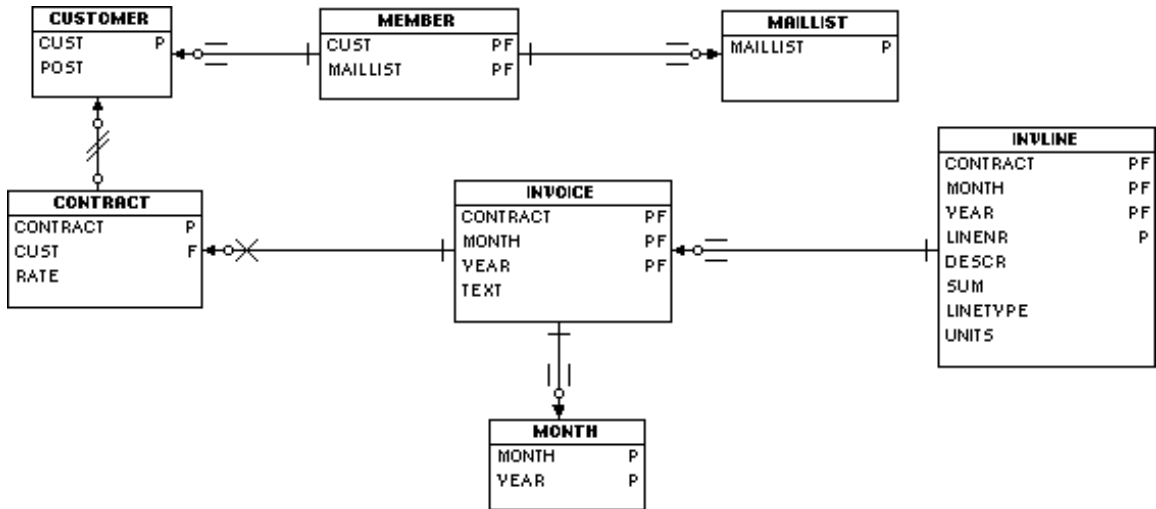 CUSTOMER
CUST P
POST
MEMBER
CUST PF
MAILLIST PF
MAILLIST
MAILLIST P
CONTRACT
CONTRACT P
CUST F
RATE
INVOICE
CONTRACT PF
MONTH PF
YEAR PF
TEXT
INVLINE
CONTRACT PF
MONTH PF
YEAR PF
LINENR P
DESCR
SUM
LINETYPE
UNITS
MONTH
MONTH P
YEAR P